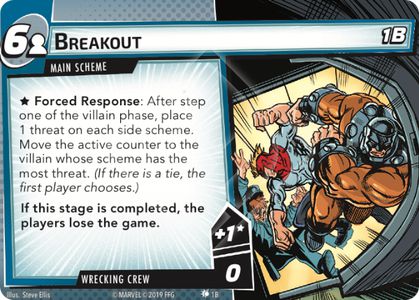 6
BREAKOUT
1B
MAIN SCHEME
★ Forced Response: After step
one of the villain phase, place
1 threat on each side scheme.
Move the active counter to the
villain whose scheme has the
most threat. (If there is a tie, the
first player chooses.)
If this stage is completed, the
players lose the game.
+1★
0
WRECKING CREW
Illus. Steve Ellis
© MARVEL © 2019 FFG
1B